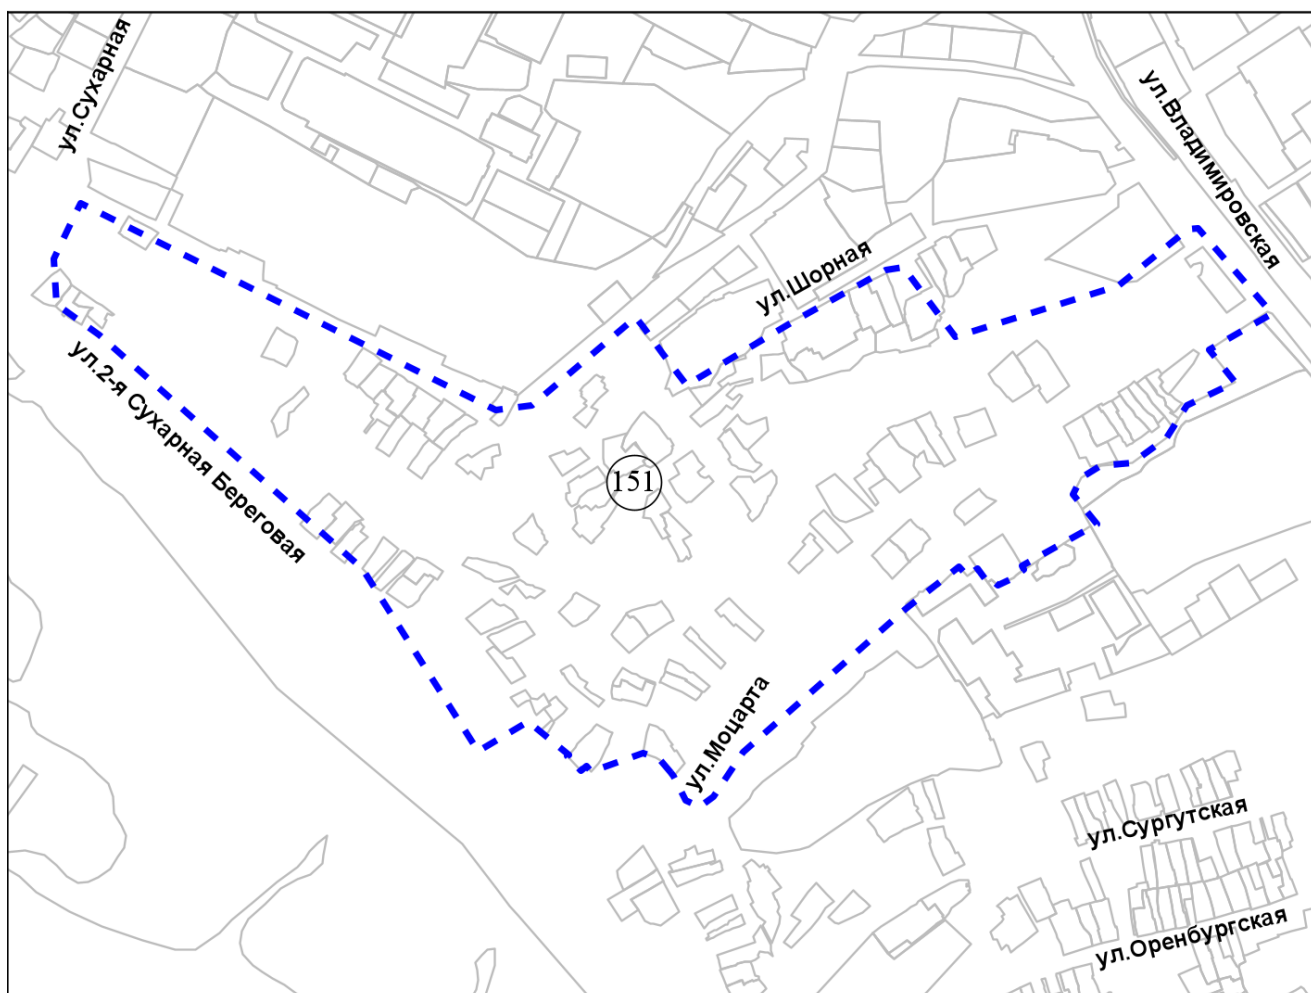 ул.Сухарная
ул.Владимировская
ул.Шорная
ул.2-я Сухарная Береговая
151
ул.Моцарта
ул.Сургутская
ул.Оренбургская